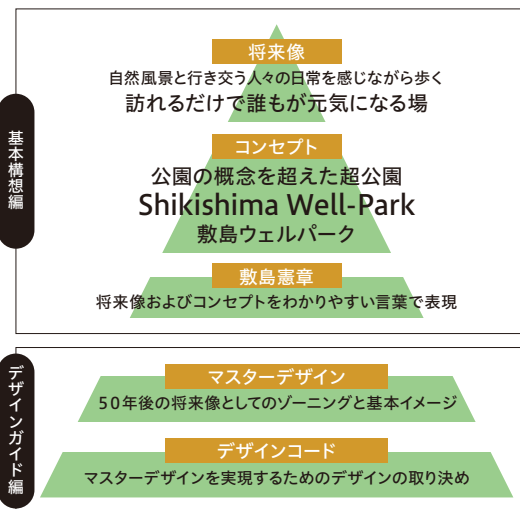 基本構想編
将来像
自然風景と行き交う人々の日常を感じながら歩く
訪れるだけで誰もが元気になる場
コンセプト
公園の概念を超えた超公園
Shikishima Well-Park
敷島ウェルパーク
敷島憲章
将来像およびコンセプトをわかりやすい言葉で表現
デザインガイド編
マスターデザイン
50年後の将来像としてのゾーニングと基本イメージ
デザインコード
マスターデザインを実現するためのデザインの取り決め